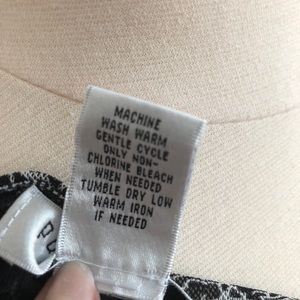 MACHINE
WASH WARM
GENTLE CYCLE
ONLY NON-
CHLORINE BLEACH
WHEN NEEDED
TUMBLE DRY LOW
WARM IRON
IF NEEDED